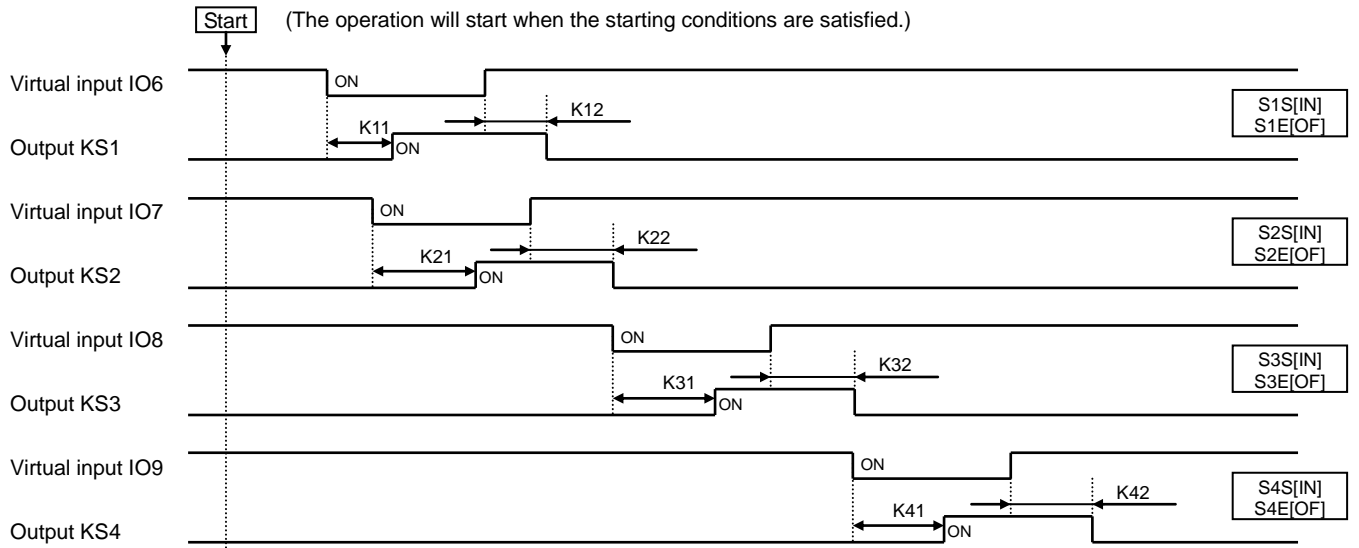 Start (The operation will start when the starting conditions are satisfied.)
Virtual input IO6
ON
K12
S1S[IN]
S1E[OF]
K11
Output KS1
ON
Virtual input IO7
ON
K22
S2S[IN]
S2E[OF]
K21
Output KS2
ON
Virtual input IO8
ON
K32
S3S[IN]
S3E[OF]
K31
Output KS3
ON
Virtual input IO9
ON
K42
S4S[IN]
S4E[OF]
K41
Output KS4
ON